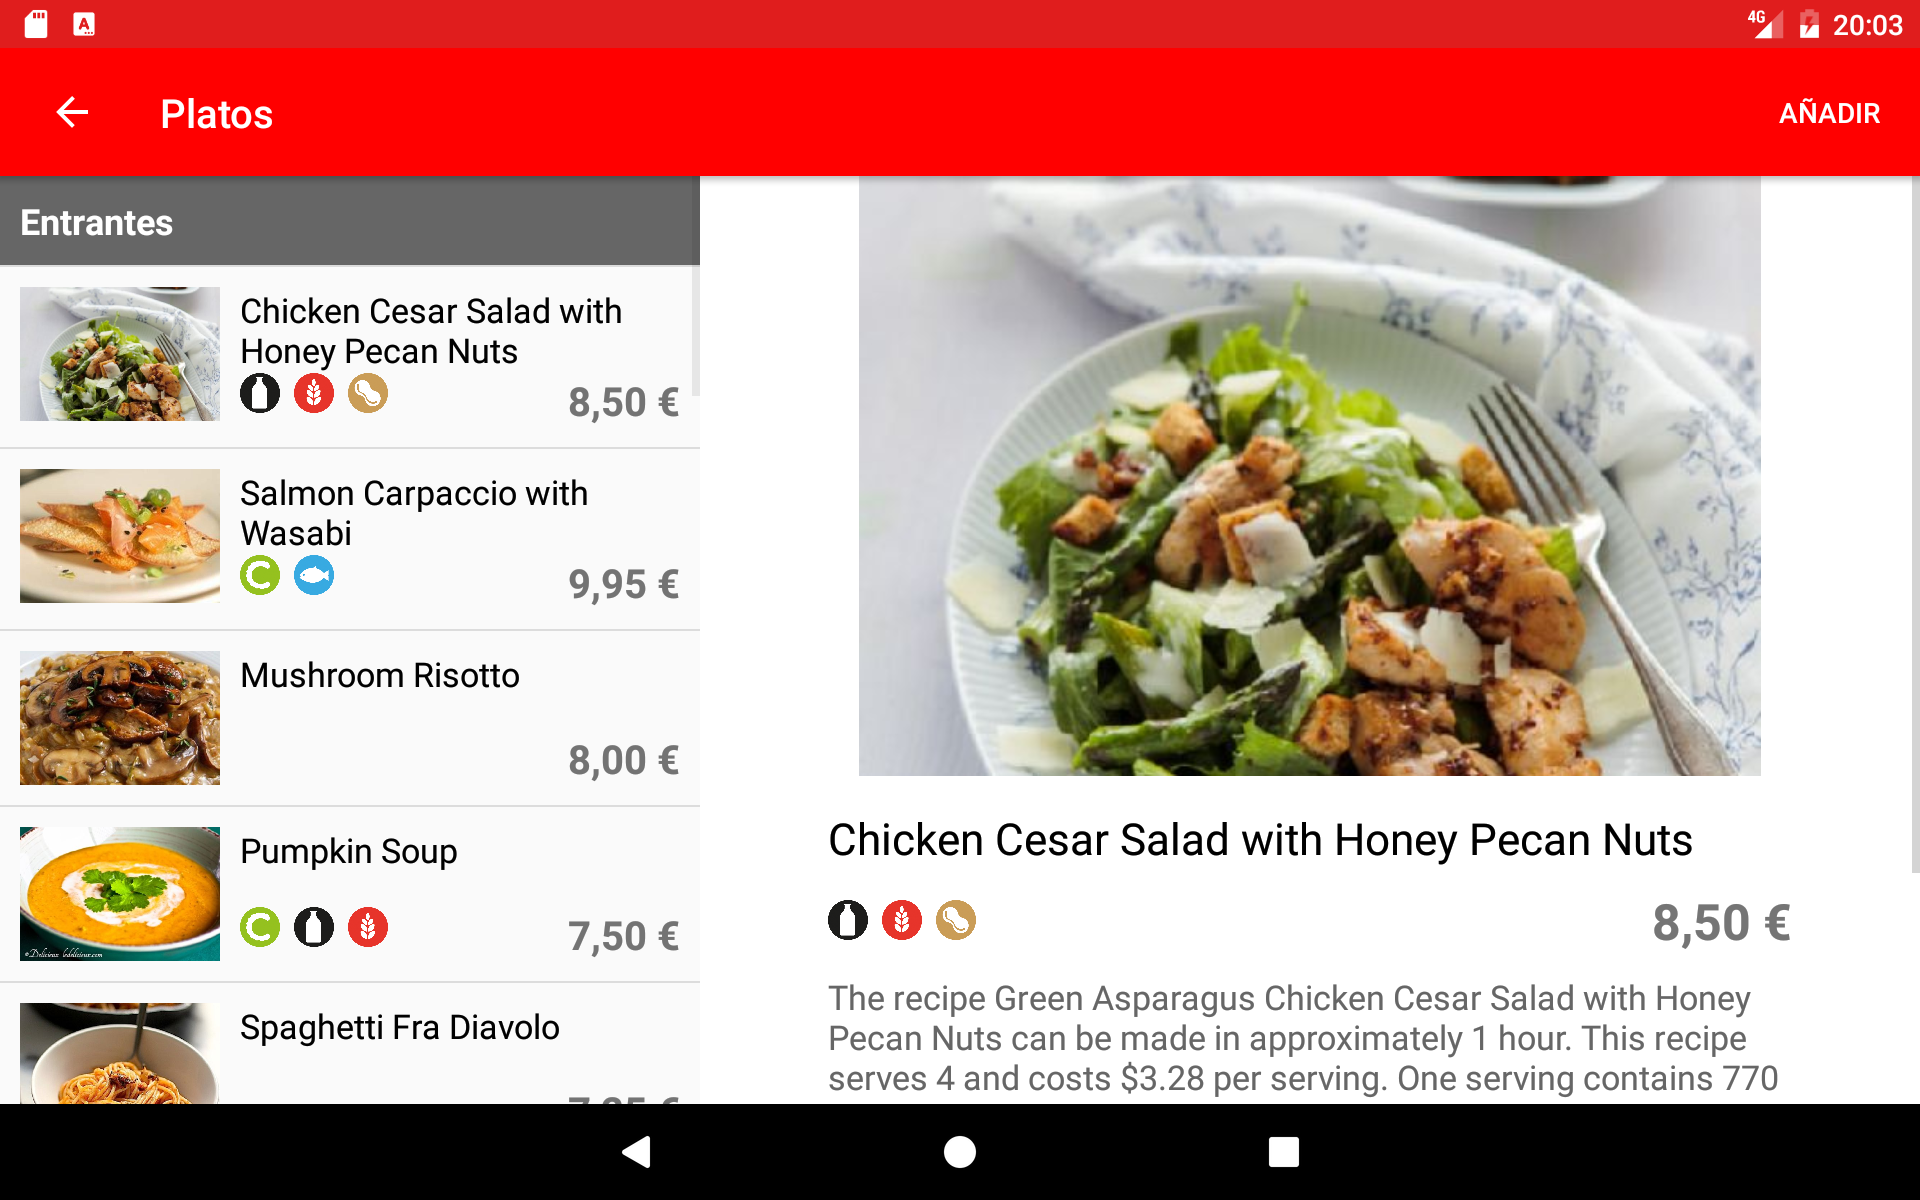 4G 20:03
Platos
AÑADIR
Entrantes
Chicken Cesar Salad with
Honey Pecan Nuts
8,50 €
Salmon Carpaccio with
Wasabi
9,95 €
Mushroom Risotto
8,00 €
Pumpkin Soup
7,50 €
Spaghetti Fra Diavolo
Chicken Cesar Salad with Honey Pecan Nuts
8,50 €
The recipe Green Asparagus Chicken Cesar Salad with Honey
Pecan Nuts can be made in approximately 1 hour. This recipe
serves 4 and costs $3.28 per serving. One serving contains 770